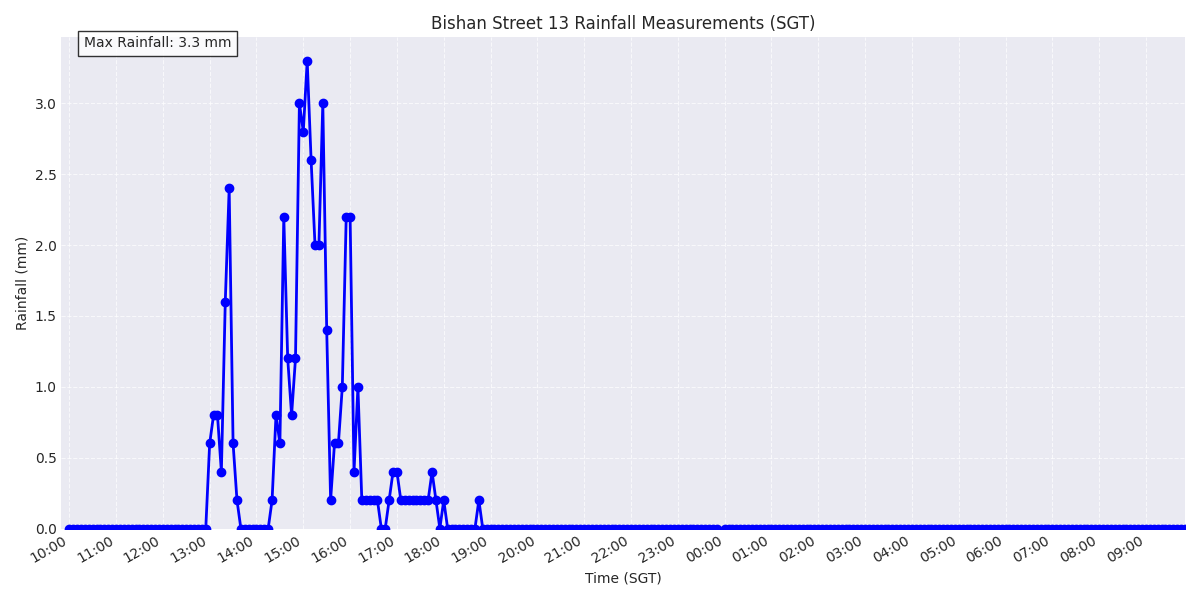 Bishan Street 13 Rainfall Measurements (SGT)
Max Rainfall: 3.3 mm
Rainfall (mm)
3.0
2.5
2.0
1.5
1.0
0.5
0.0
10:00 11:00 12:00 13:00 14:00 15:00 16:00 17:00 18:00 19:00 20:00 21:00 22:00 23:00 00:00 01:00 02:00 03:00 04:00 05:00 06:00 07:00 08:00 09:00
Time (SGT)